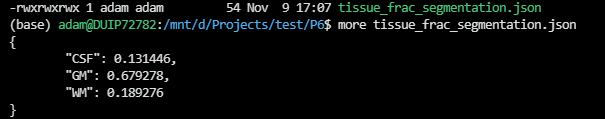 -rwxrwxrwx 1 adam adam       54 Nov  9 17:07 tissue_frac_segmentation.json
(base) adam@DUIP72782:/mnt/d/Projects/test/P6$ more tissue_frac_segmentation.json
{
        "CSF": 0.131446,
        "GM": 0.679278,
        "WM": 0.189276
}